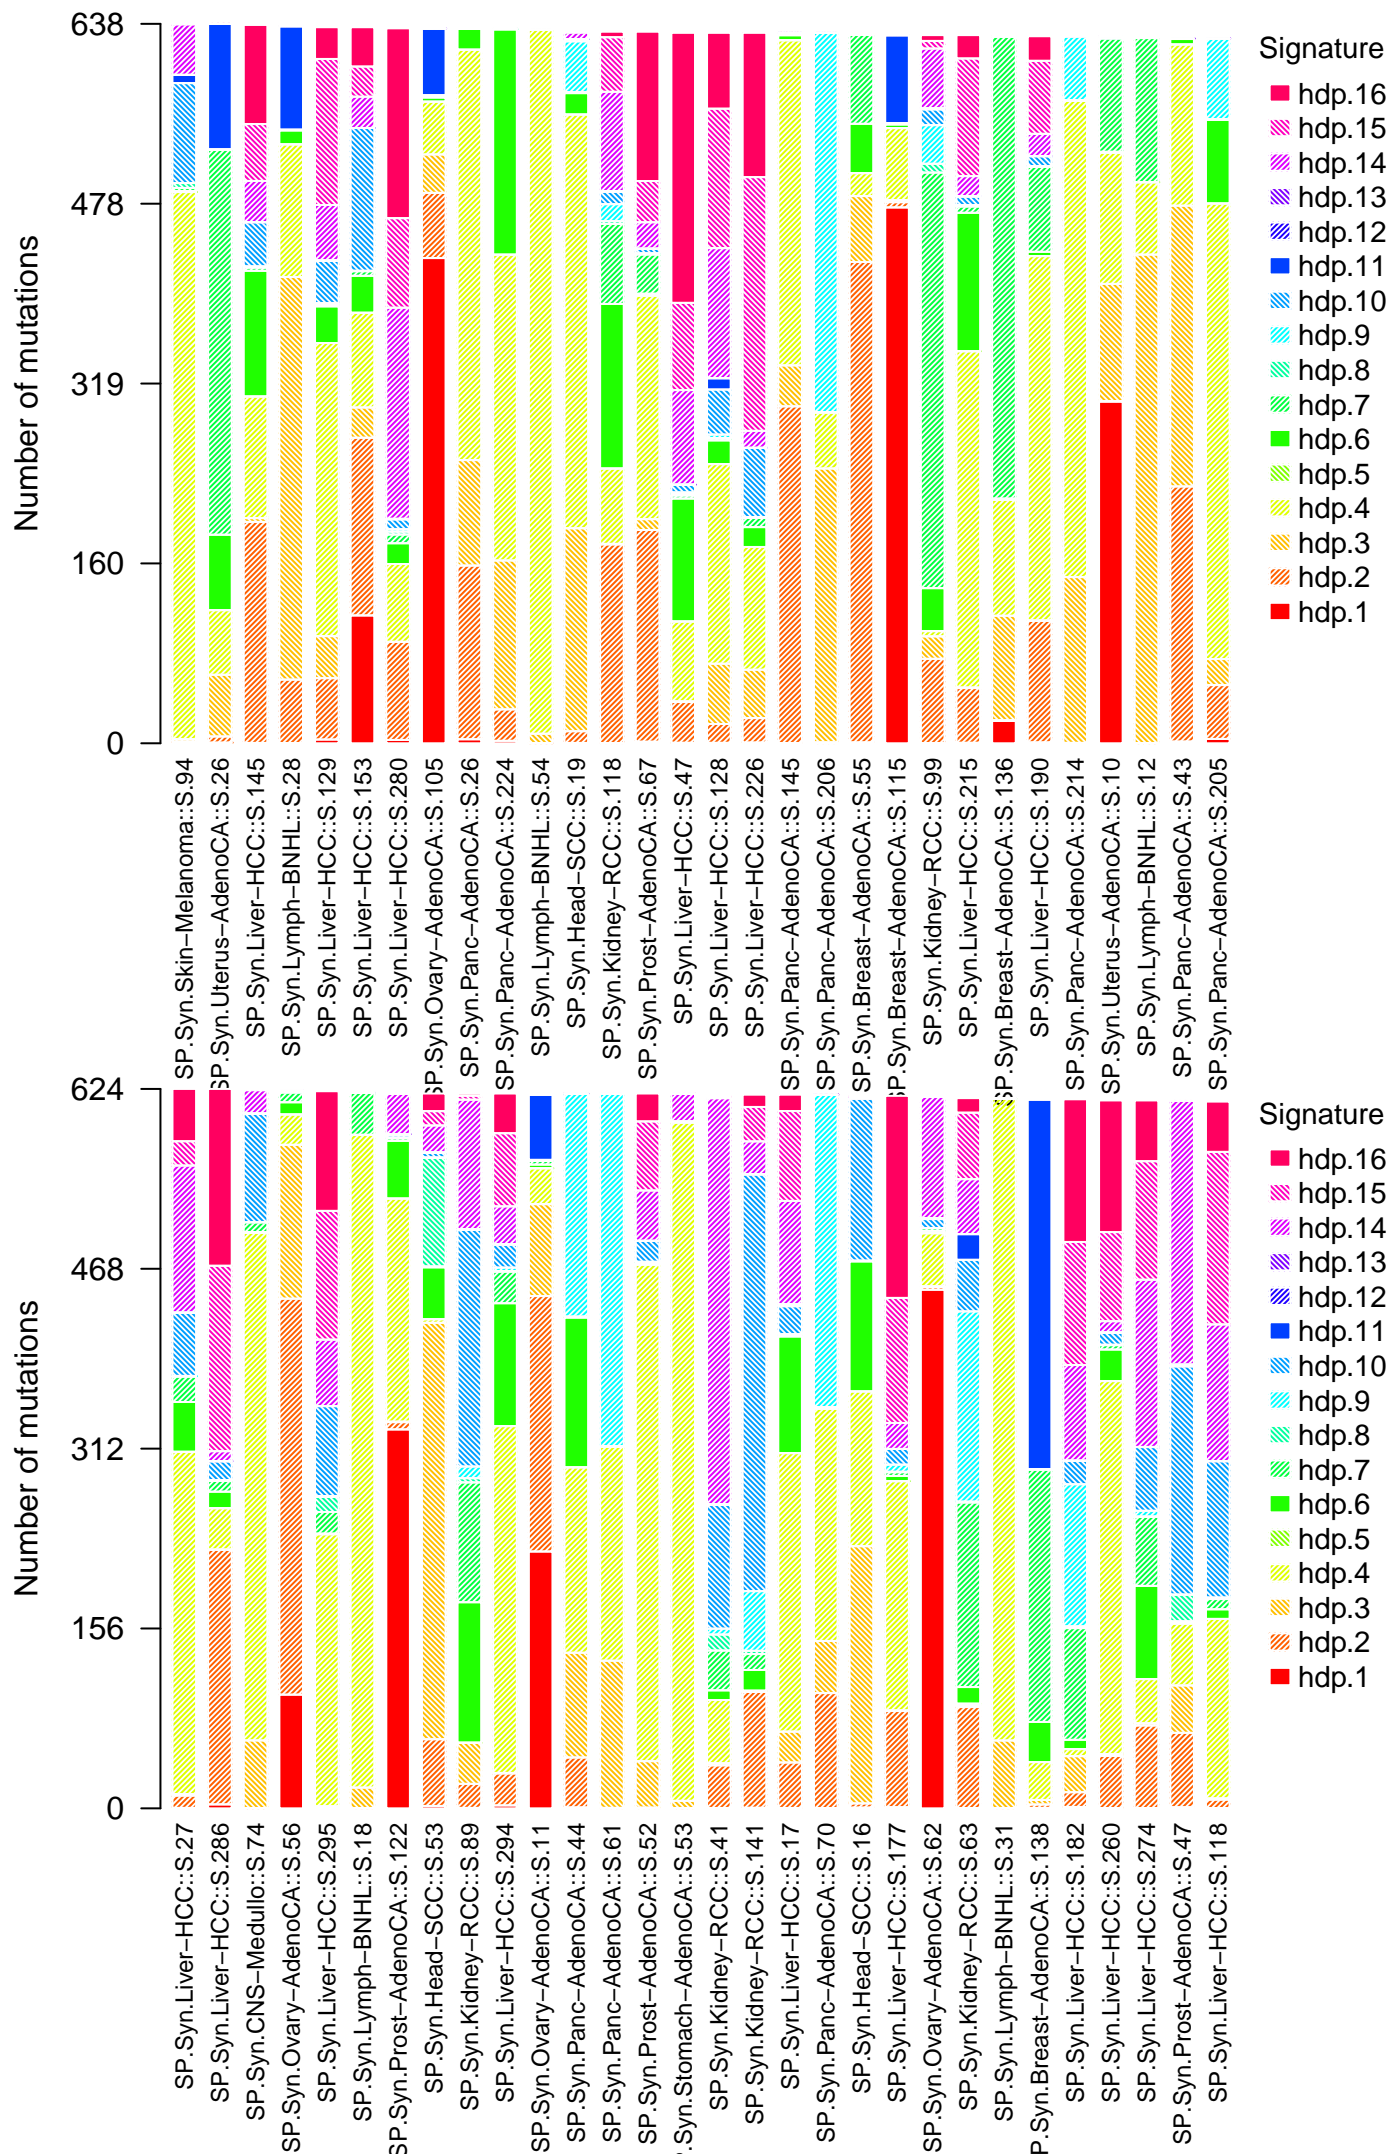 Number of mutations
638
478
319
160
0
Signature
hdp.16
hdp.15
hdp.14
hdp.13
hdp.12
hdp.11
hdp.10
hdp.9
hdp.8
hdp.7
hdp.6
hdp.5
hdp.4
hdp.3
hdp.2
hdp.1
SP.Syn.Skin−Melanoma::S.94
SP.Syn.Uterus−AdenoCA::S.26
SP.Syn.Liver−HCC::S.145
SP.Syn.Lymph−BNHL::S.28
SP.Syn.Liver−HCC::S.129
SP.Syn.Liver−HCC::S.153
SP.Syn.Liver−HCC::S.280
SP.Syn.Ovary−AdenoCA::S.105
SP.Syn.Panc−AdenoCA::S.26
SP.Syn.Panc−AdenoCA::S.224
SP.Syn.Lymph−BNHL::S.54
SP.Syn.Head−SCC::S.19
SP.Syn.Kidney−RCC::S.118
SP.Syn.Prost−AdenoCA::S.67
SP.Syn.Liver−HCC::S.47
SP.Syn.Liver−HCC::S.128
SP.Syn.Liver−HCC::S.226
SP.Syn.Panc−AdenoCA::S.145
SP.Syn.Panc−AdenoCA::S.206
SP.Syn.Breast−AdenoCA::S.55
SP.Syn.Breast−AdenoCA::S.115
SP.Syn.Kidney−RCC::S.99
SP.Syn.Liver−HCC::S.215
SP.Syn.Breast−AdenoCA::S.136
SP.Syn.Liver−HCC::S.190
SP.Syn.Panc−AdenoCA::S.214
SP.Syn.Uterus−AdenoCA::S.10
SP.Syn.Lymph−BNHL::S.12
SP.Syn.Panc−AdenoCA::S.43
SP.Syn.Panc−AdenoCA::S.205
Number of mutations
624
468
312
156
0
Signature
hdp.16
hdp.15
hdp.14
hdp.13
hdp.12
hdp.11
hdp.10
hdp.9
hdp.8
hdp.7
hdp.6
hdp.5
hdp.4
hdp.3
hdp.2
hdp.1
SP.Syn.Liver−HCC::S.27
SP.Syn.Liver−HCC::S.286
SP.Syn.CNS−Medullo::S.74
SP.Syn.Ovary−AdenoCA::S.56
SP.Syn.Liver−HCC::S.295
SP.Syn.Lymph−BNHL::S.18
SP.Syn.Prost−AdenoCA::S.122
SP.Syn.Head−SCC::S.53
SP.Syn.Kidney−RCC::S.89
SP.Syn.Liver−HCC::S.294
SP.Syn.Ovary−AdenoCA::S.11
SP.Syn.Panc−AdenoCA::S.44
SP.Syn.Panc−AdenoCA::S.61
SP.Syn.Prost−AdenoCA::S.52
.Syn.Stomach−AdenoCA::S.53
SP.Syn.Kidney−RCC::S.41
SP.Syn.Kidney−RCC::S.141
SP.Syn.Liver−HCC::S.17
SP.Syn.Panc−AdenoCA::S.70
SP.Syn.Head−SCC::S.16
SP.Syn.Liver−HCC::S.177
SP.Syn.Ovary−AdenoCA::S.62
SP.Syn.Kidney−RCC::S.63
SP.Syn.Lymph−BNHL::S.31
SP.Syn.Breast−AdenoCA::S.138
SP.Syn.Liver−HCC::S.182
SP.Syn.Liver−HCC::S.260
SP.Syn.Liver−HCC::S.274
SP.Syn.Prost−AdenoCA::S.47
SP.Syn.Liver−HCC::S.118